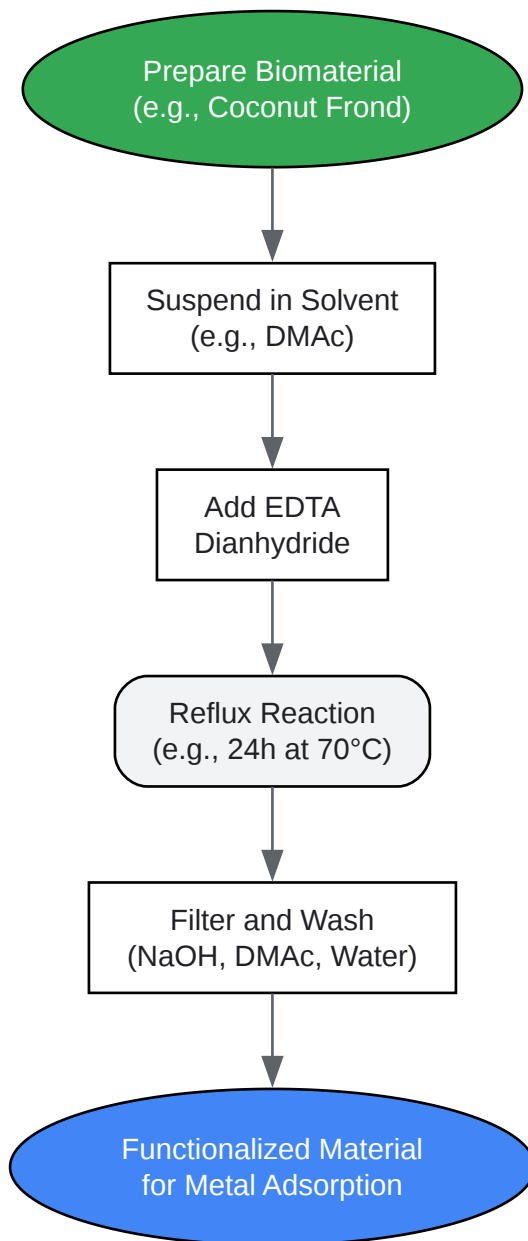 Prepare Biomaterial
(e.g., Coconut Frond)
Suspend in Solvent
(e.g., DMAc)
Add EDTA
Dianhydride
Reflux Reaction
(e.g., 24h at 70°C)
Filter and Wash
(NaOH, DMAc, Water)
Functionalized Material
for Metal Adsorption